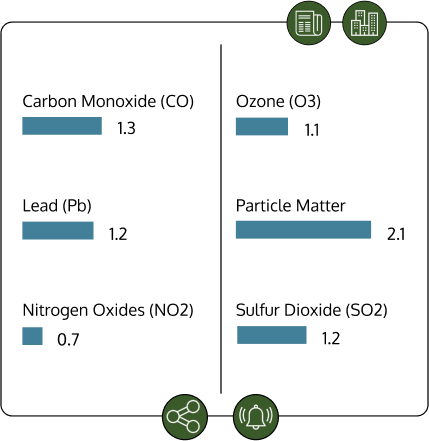 Carbon Monoxide (CO)
1.3
Lead (Pb)
1.2
Nitrogen Oxides (NO2)
0.7
Ozone (O3)
1.1
Particle Matter
2.1
Sulfur Dioxide (SO2)
1.2